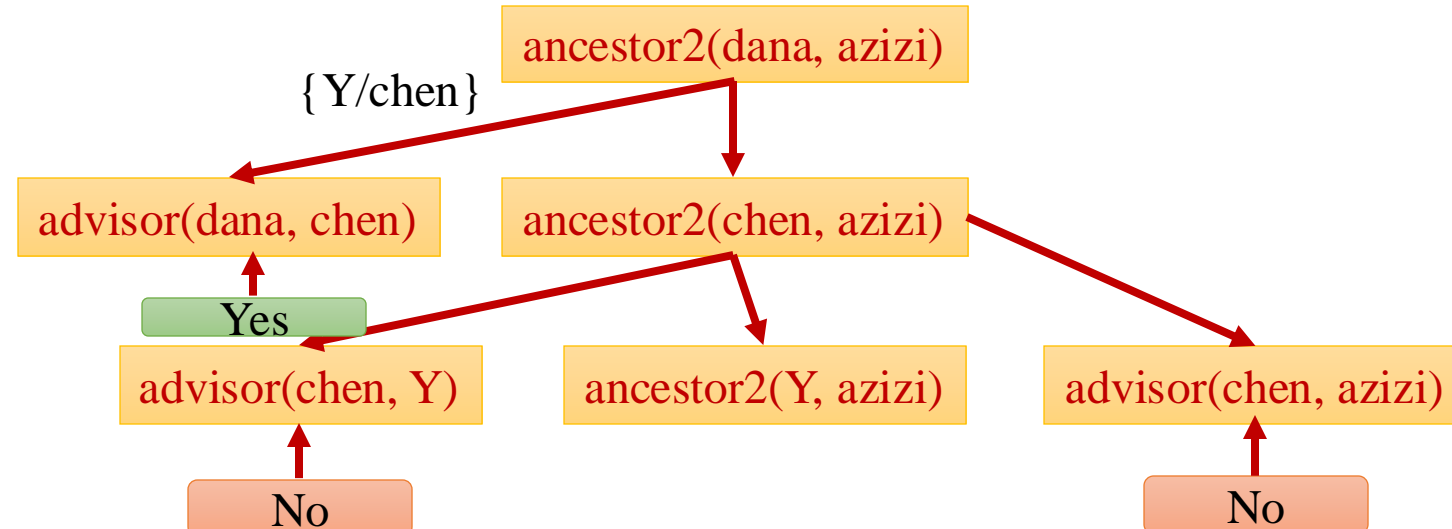 ancestor2(dana, azizi)
{Y/chen}
advisor(dana, chen)
ancestor2(chen, azizi)
Yes
advisor(chen, Y)
ancestor2(Y, azizi)
advisor(chen, azizi)
No
No